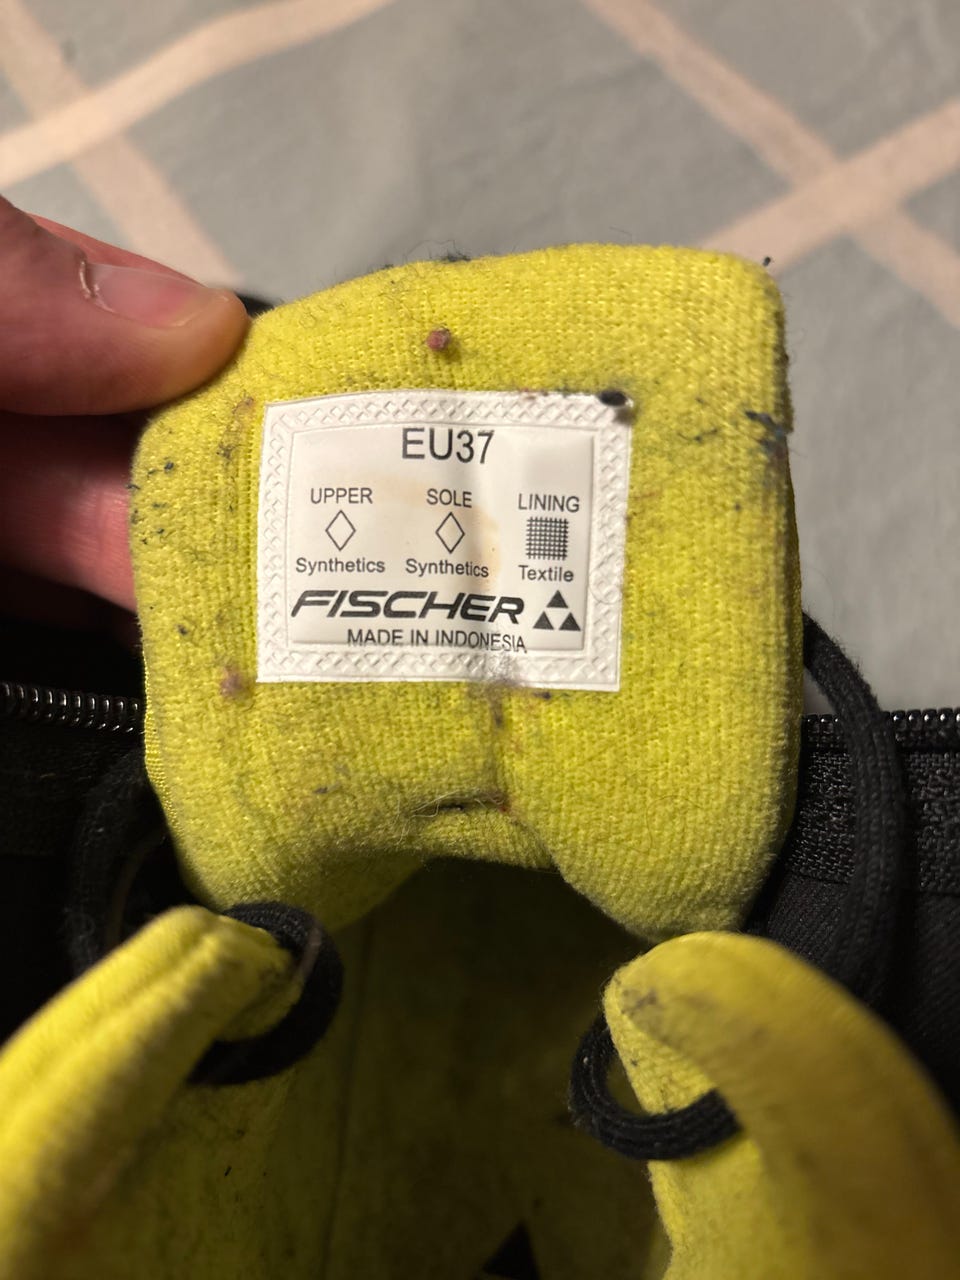 EU37
UPPER SOLE LINING
Synthetics Synthetics Textile
FISCHER
MADE IN INDONESIA